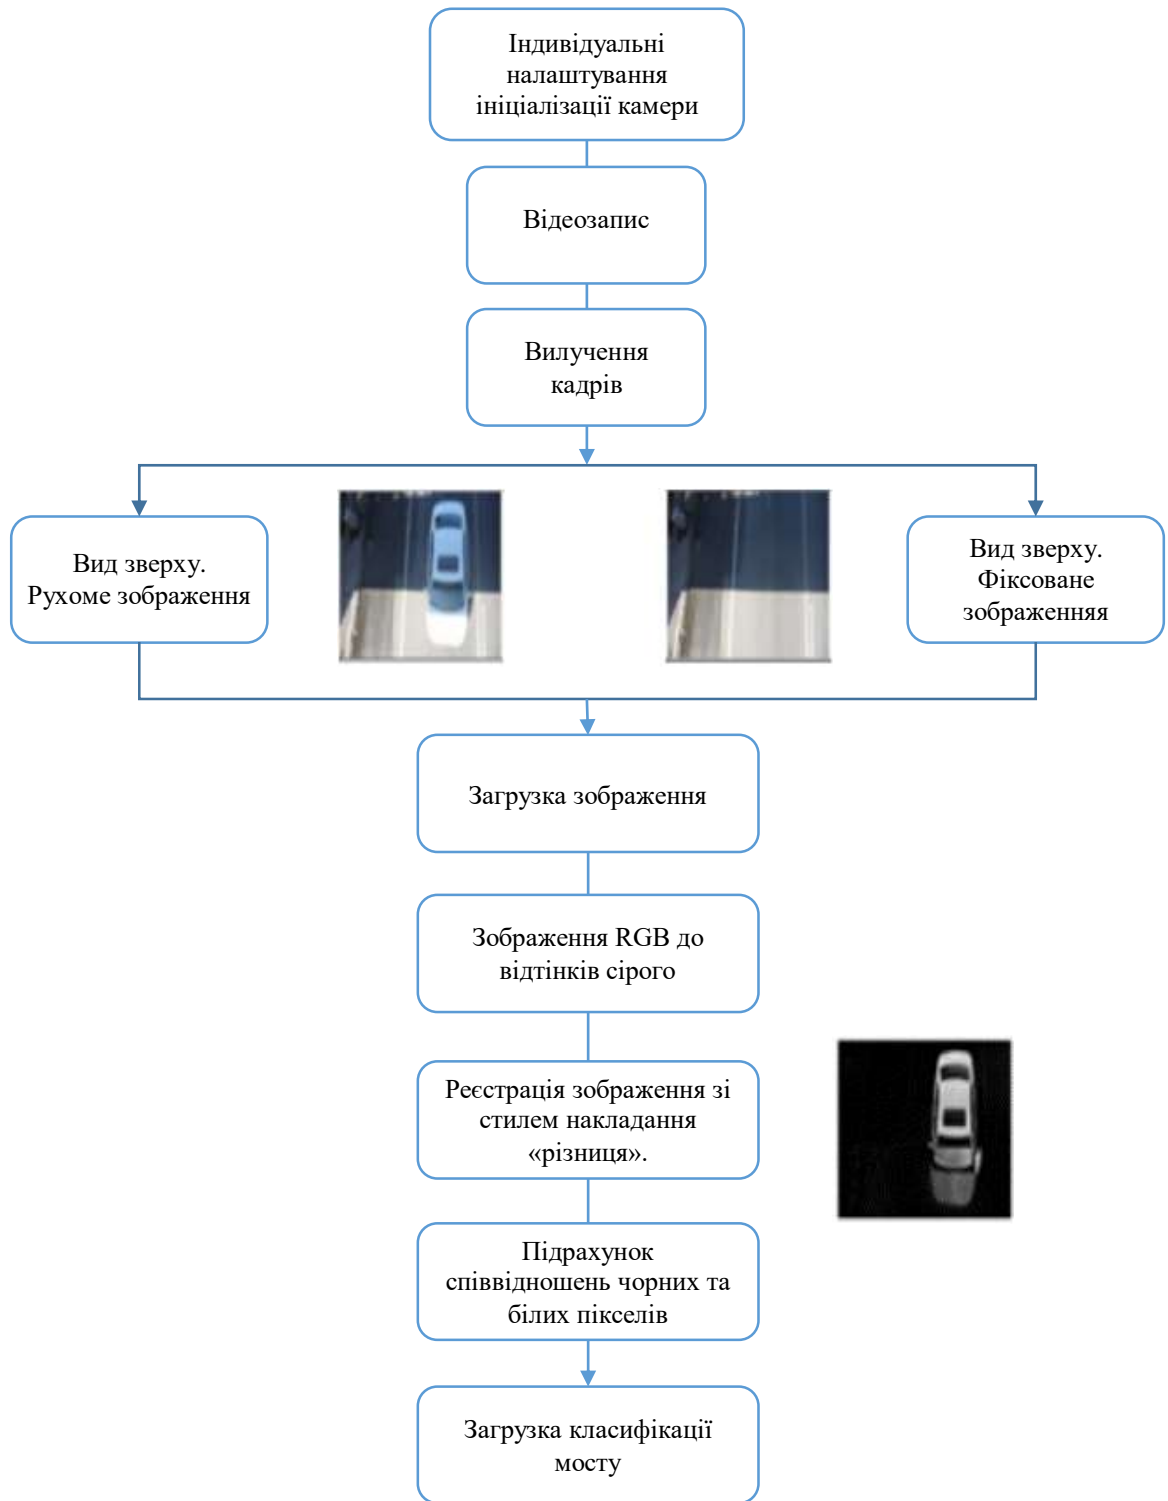 Індивідуальні
налаштування
ініціалізації камери
Відеозапис
Вилучення
кадрів
Вид зверху.
Рухоме зображення
Вид зверху.
Фіксоване
зображенняя
Загрузка зображення
Зображення RGB до
відтінків сірого
Реєстрація зображення зі
стилем накладання
«різниця».
Підрахунок
співвідношень чорних та
білих пікселів
Загрузка класифікації
мосту